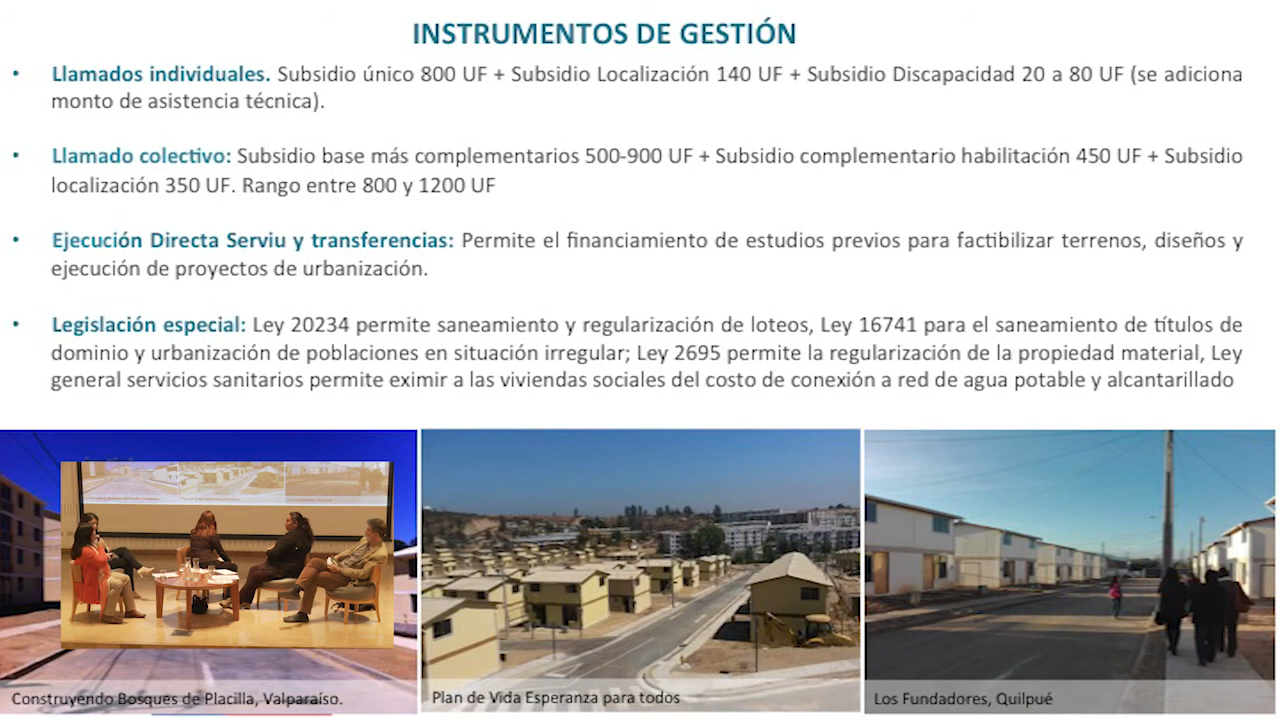 INSTRUMENTOS DE GESTIÓN
• Llamados individuales. Subsidio único 800 UF + Subsidio Localización 140 UF + Subsidio Discapacidad 20 a 80 UF (se adiciona
monto de asistencia técnica).
• Llamado colectivo: Subsidio base más complementarios 500-900 UF + Subsidio complementario habilitación 450 UF + Subsidio
localización 350 UF. Rango entre 800 y 1200 UF
• Ejecución Directa Serviu y transferencias: Permite el financiamiento de estudios previos para factibilizar terrenos, diseños y
ejecución de proyectos de urbanización.
• Legislación especial: Ley 20234 permite saneamiento y regularización de loteos, Ley 16741 para el saneamiento de títulos de
dominio y urbanización de poblaciones en situación irregular; Ley 2695 permite la regularización de la propiedad material, Ley
general servicios sanitarios permite eximir a las viviendas sociales del costo de conexión a red de agua potable y alcantarillado
Construyendo Bosques de Placilla, Valparaíso.
Plan de Vida Esperanza para todos
Los Fundadores, Quilpué